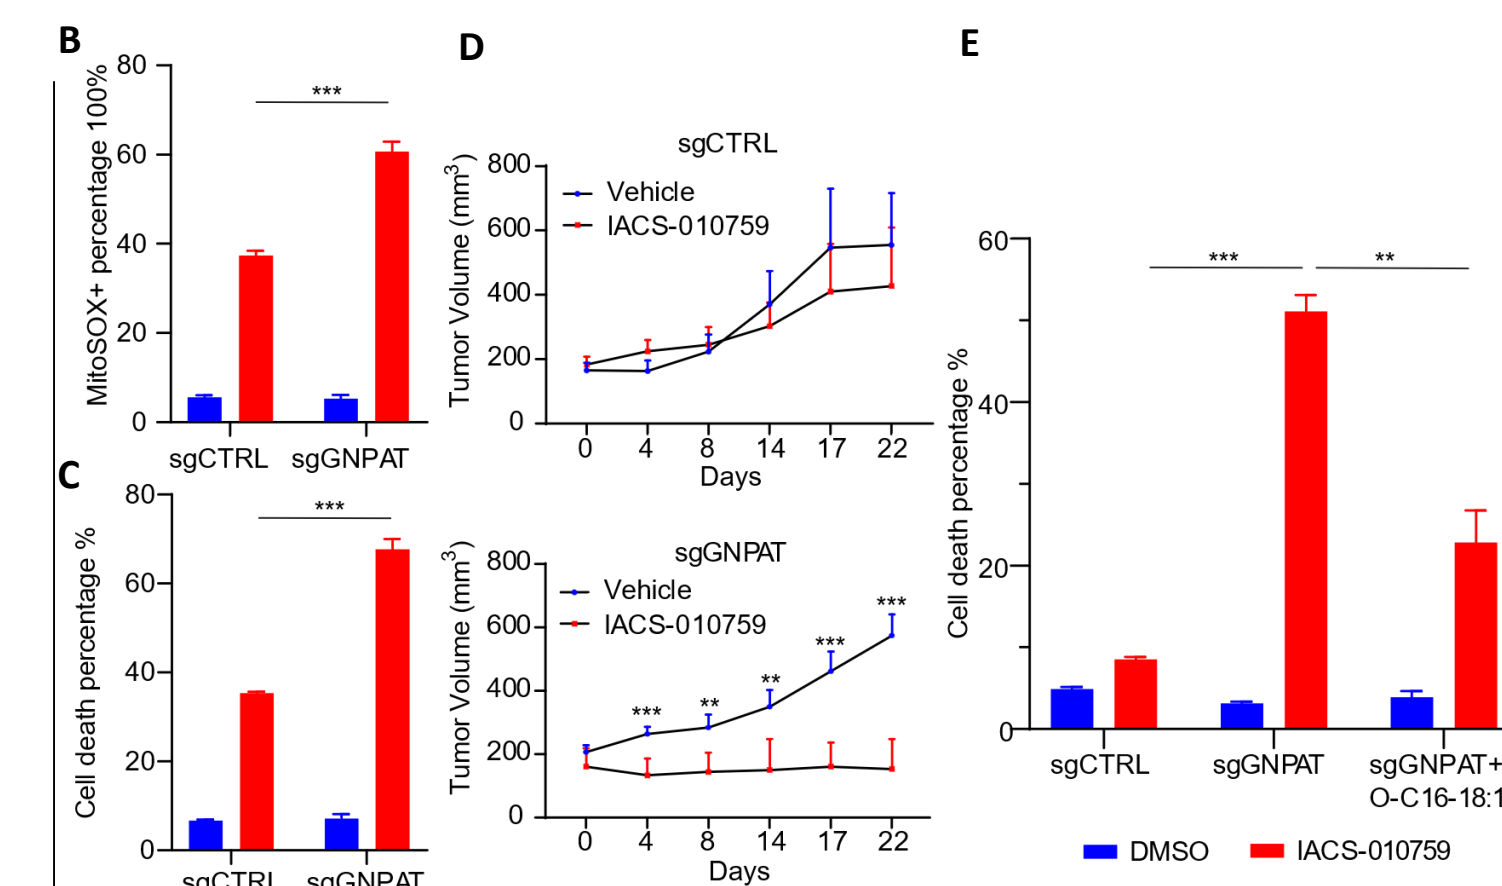 B
MitoSOX+ percentage 100%
80
60
40
20
0
***
sgCTRL sgGNPAT
C
Cell death percentage %
80
60
40
20
0
***
sgCTRL sgGNPAT
D
sgCTRL
Tumor Volume (mm3)
800
600
400
200
0
Vehicle
IACS-010759
0 4 8 14 17 22
Days
sgGNPAT
Tumor Volume (mm3)
800
600
400
200
0
Vehicle
IACS-010759
*** ** ** *** ***
0 4 8 14 17 22
Days
E
Cell death percentage %
60
40
20
0
*** **
sgCTRL sgGNPAT sgGNPAT+
O-C16-18:1
DMSO IACS-010759